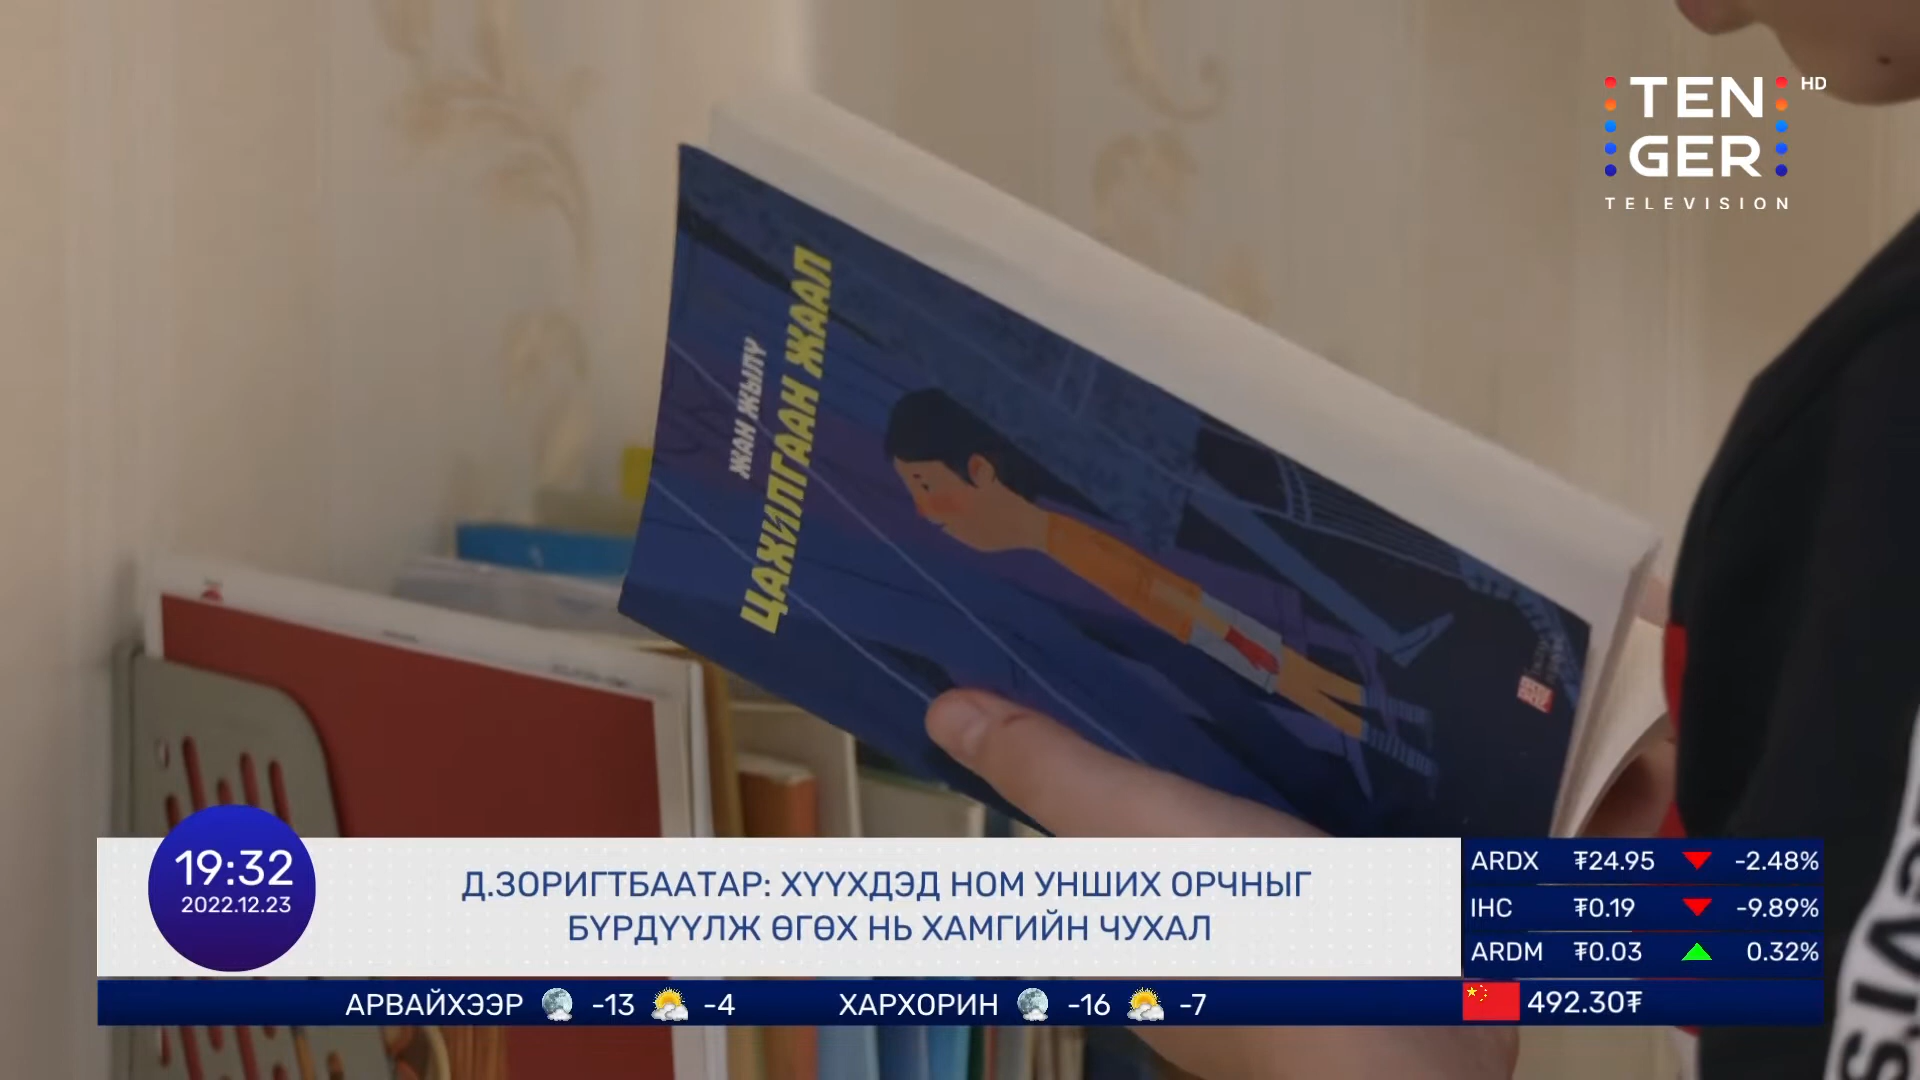 TEN
GER
HD
TELEVISION
ЖАН ЖЫЛҮ
ЦАХИЛГААН ЖААЛ
19:32
2022.12.23
Д.ЗОРИГТБААТАР: ХҮҮХДЭД НОМ УНШИХ ОРЧНЫГ
БҮРДҮҮЛЖ ӨГӨХ НЬ ХАМГИЙН ЧУХАЛ
ARDX ₮24.95 -2.48%
IHC ₮0.19 -9.89%
ARDM ₮0.03 0.32%
АРВАЙХЭЭР -13 -4 ХАРХОРИН -16 -7
492.30₮